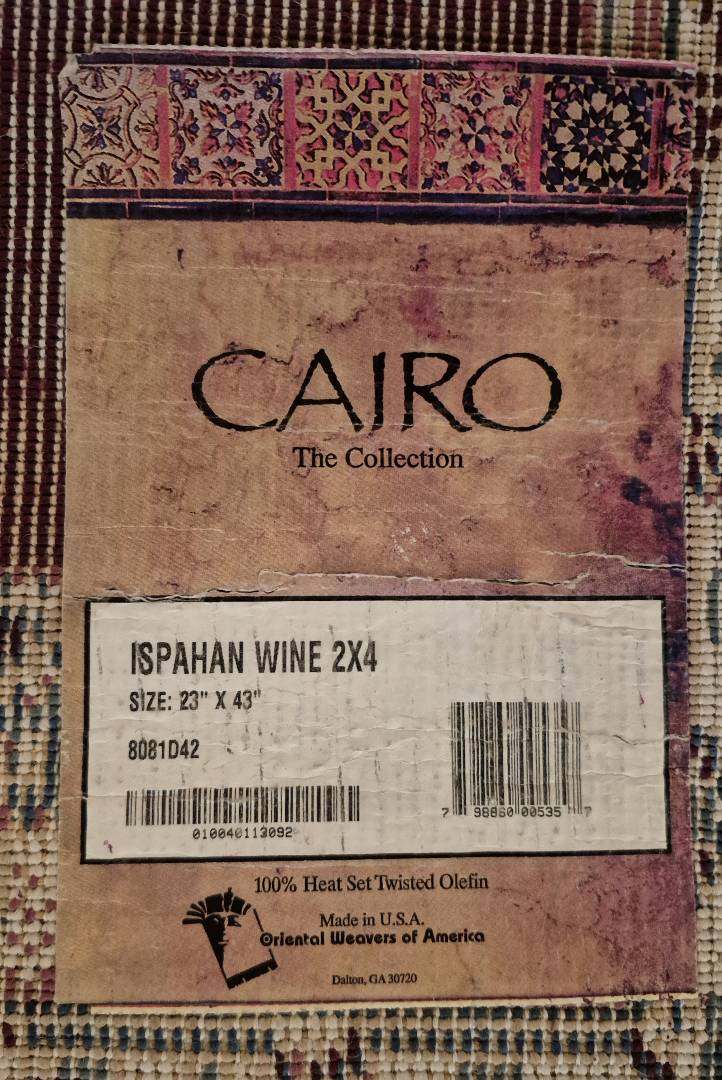 CAIRO
The Collection
ISPAHAN WINE 2X4
SIZE: 23" X 43"
8081D42
010040113092
7 98860 00535 7
100% Heat Set Twisted Olefin
Made in U.S.A.
Oriental Weavers of America
Dalton, GA 30720